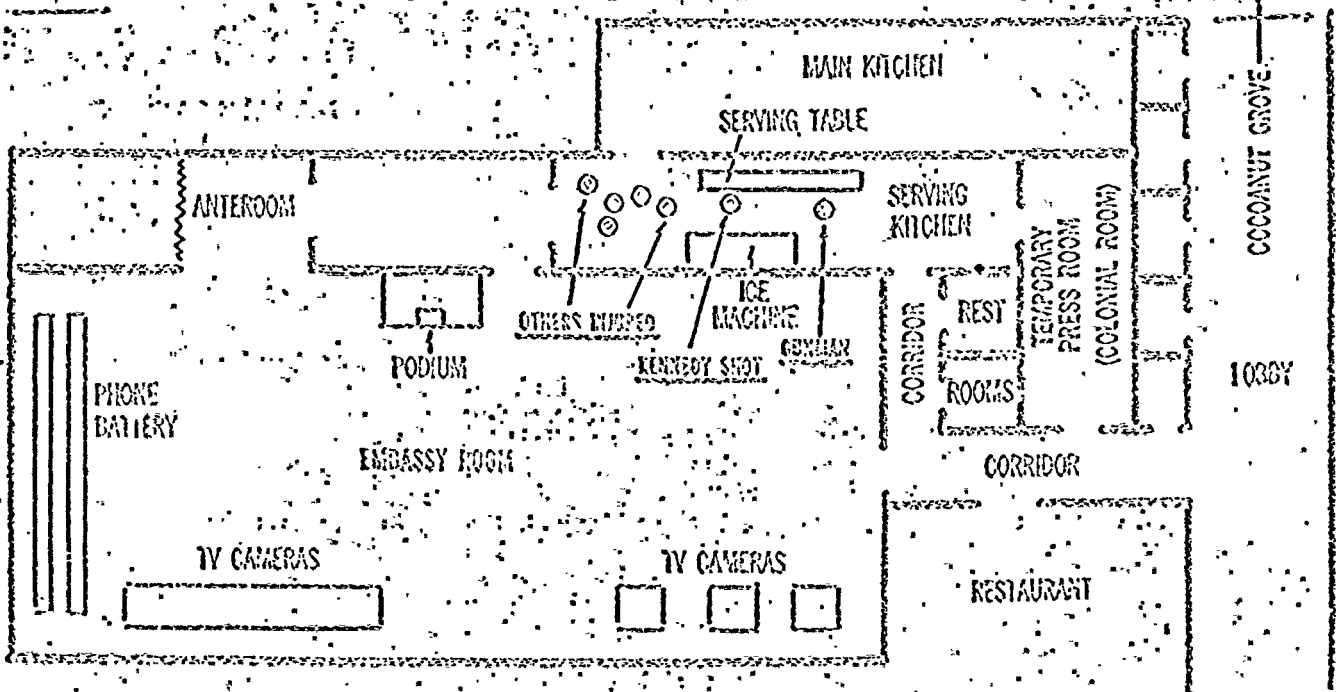 MAIN KITCHEN
COCOANUT GROVE
SERVING TABLE
ANTEROOM
SERVING
KITCHEN
TEMPORARY
PRESS ROOM
(COLONIAL ROOM)
ICE
MACHINE
OTHERS INJURED
KENNEDY SHOT
GUNMAN
PODIUM
CORRIDOR
REST
ROOMS
LOBBY
PHONE
BATTERY
EMBASSY ROOM
CORRIDOR
TV CAMERAS
TV CAMERAS
RESTAURANT